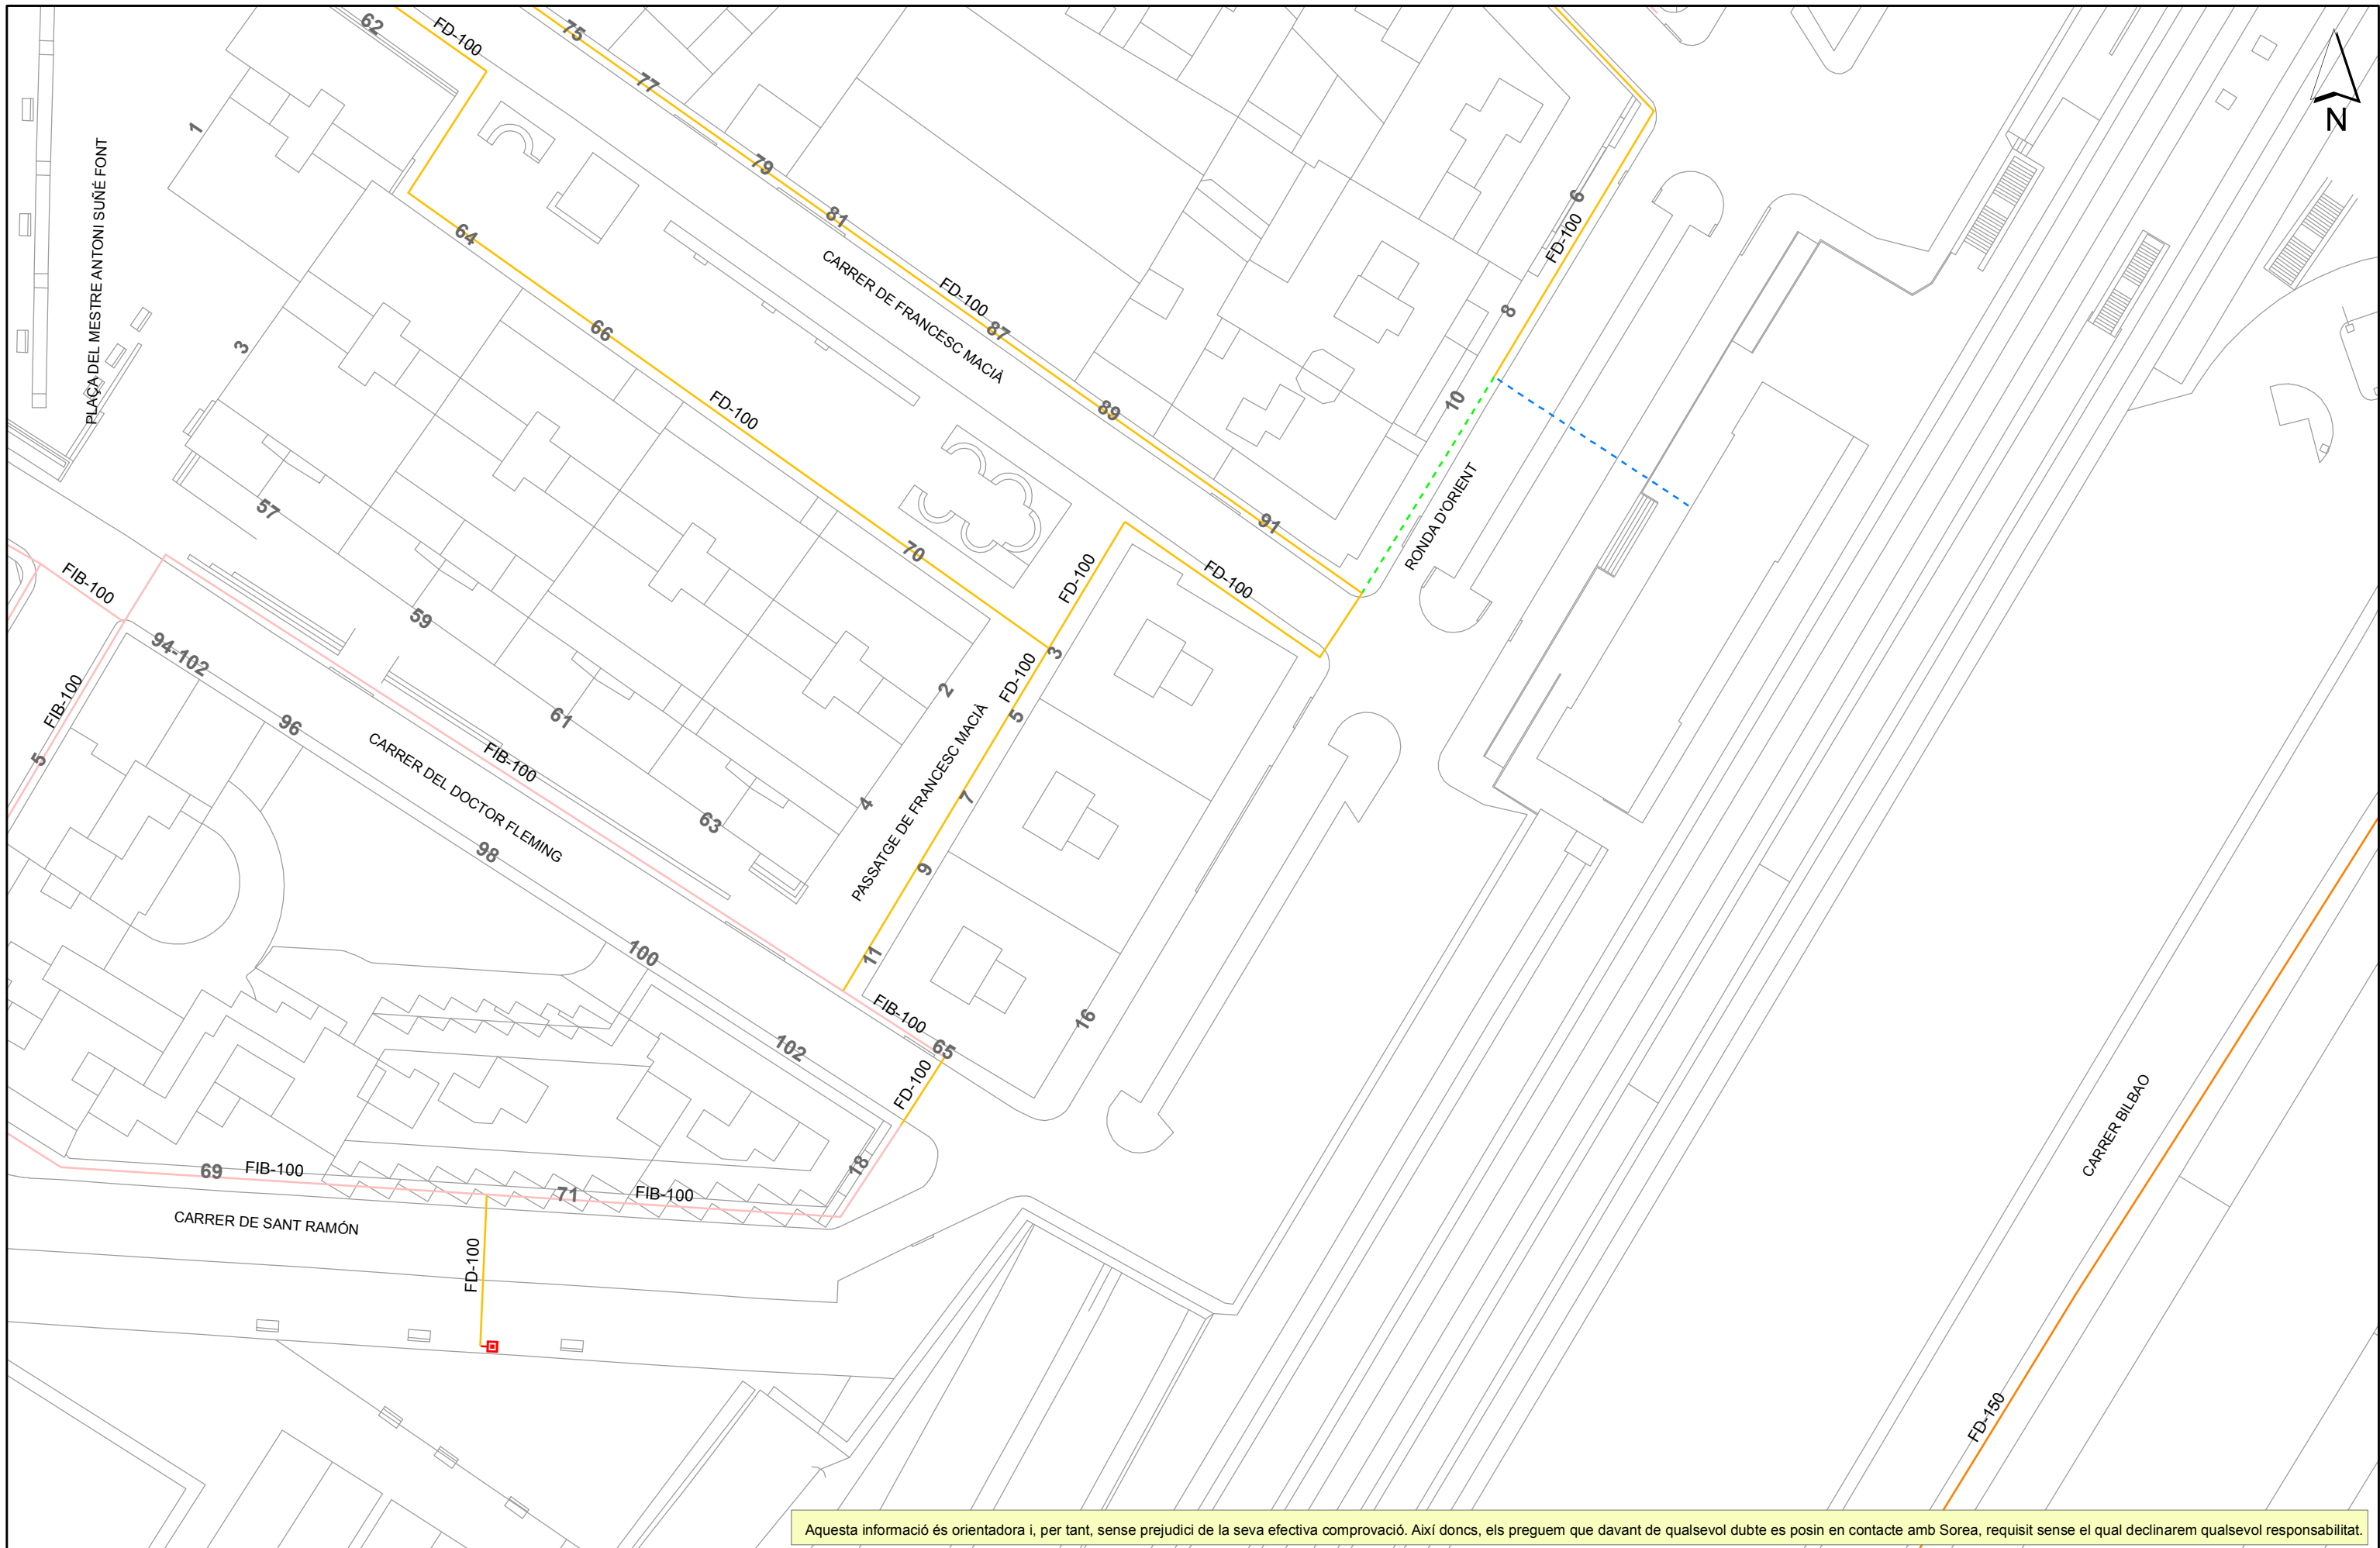 62
FD-100
75
77
1
PLAÇA DEL MESTRE ANTONI SUÑÉ FONT
79
81
64
CARRER DE FRANCESC MACIÀ
FD-100
87
66
3
FD-100
89
6
FD-100
8
10
N
RONDA D'ORIENT
91
57
70
FD-100
FD-100
FIB-100
59
94-102
FIB-100
5
96
61
2
3
FD-100
5
PASSATGE DE FRANCESC MACIÀ
CARRER DEL DOCTOR FLEMING
FIB-100
98
63
4
7
9
11
100
FIB-100
65
16
102
FD-100
18
69
FIB-100
71
FIB-100
CARRER DE SANT RAMÓN
FD-100
CARRER BILBAO
FD-150
Aquesta informació és orientadora i, per tant, sense prejudici de la seva efectiva comprovació. Així doncs, els preguem que davant de qualsevol dubte es posin en contacte amb Sorea, requisit sense el qual declinarem qualsevol responsabilitat.